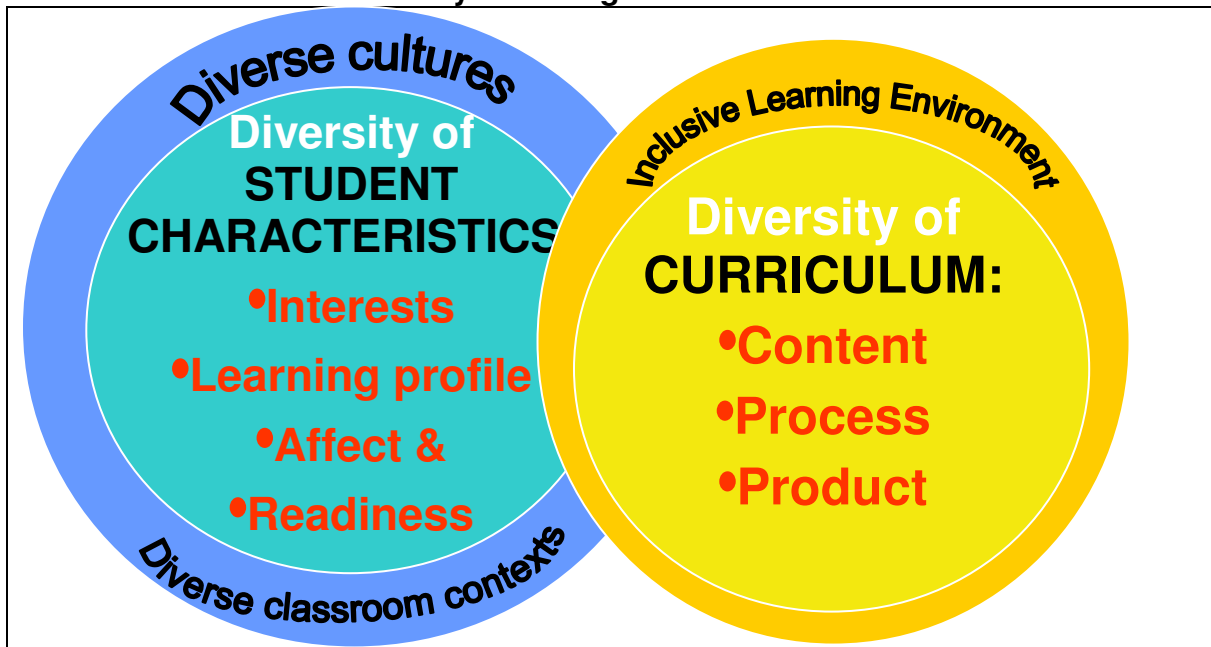 Diverse cultures
Diversity of
STUDENT
CHARACTERISTICS
•Interests
•Learning profile
•Affect &
•Readiness
Diverse classroom contexts
Inclusive Learning Environment
Diversity of
CURRICULUM:
•Content
•Process
•Product